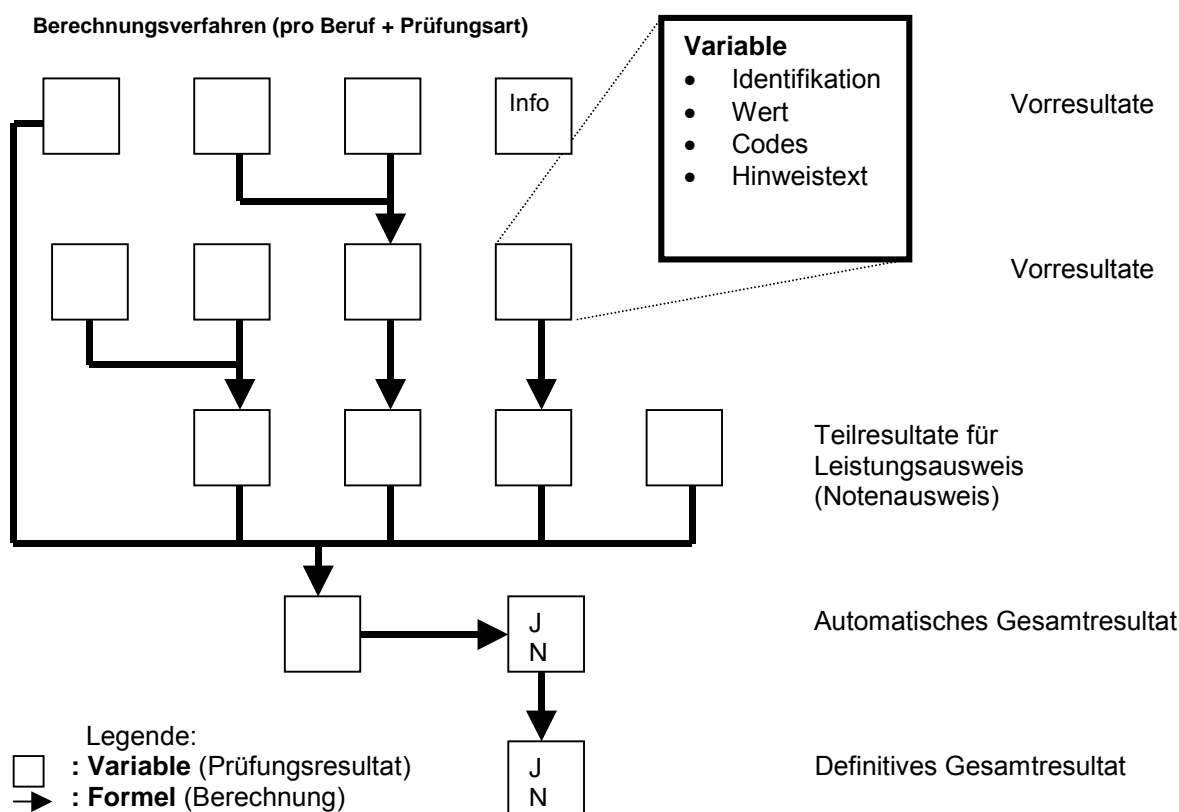 Berechnungsverfahren (pro Beruf + Prüfungsart)
Variable
• Identifikation
• Wert
• Codes
• Hinweistext
Info
Vorresultate
Vorresultate
Teilresultate für
Leistungsausweis
(Notenausweis)
J
N
Automatisches Gesamtresultat
Legende:
: Variable (Prüfungsresultat)
: Formel (Berechnung)
J
N
Definitives Gesamtresultat